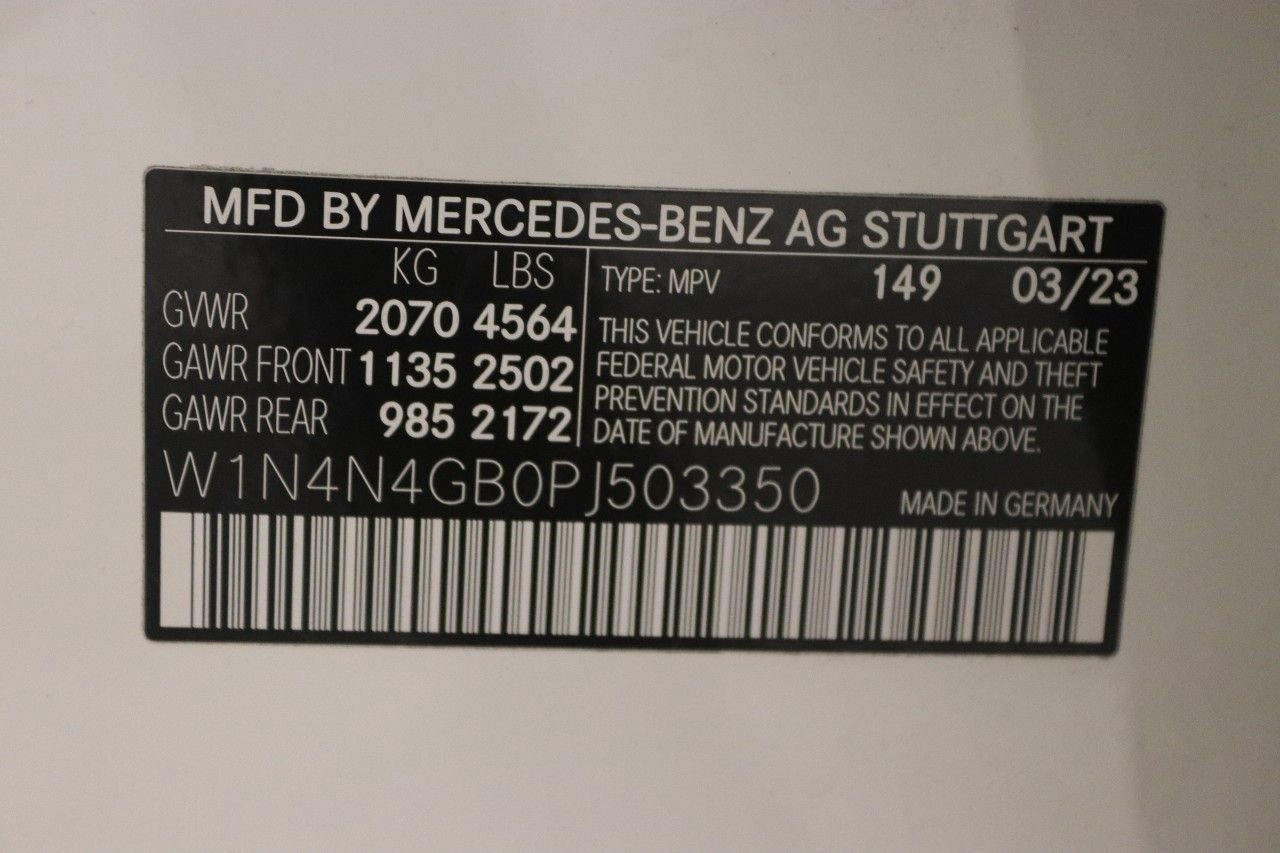 MFD BY MERCEDES-BENZ AG STUTTGART
KG LBS
GVWR 2070 4564
GAWR FRONT 1135 2502
GAWR REAR 985 2172
TYPE: MPV 149 03/23
THIS VEHICLE CONFORMS TO ALL APPLICABLE
FEDERAL MOTOR VEHICLE SAFETY AND THEFT
PREVENTION STANDARDS IN EFFECT ON THE
DATE OF MANUFACTURE SHOWN ABOVE.
W1N4N4GB0PJ503350
MADE IN GERMANY